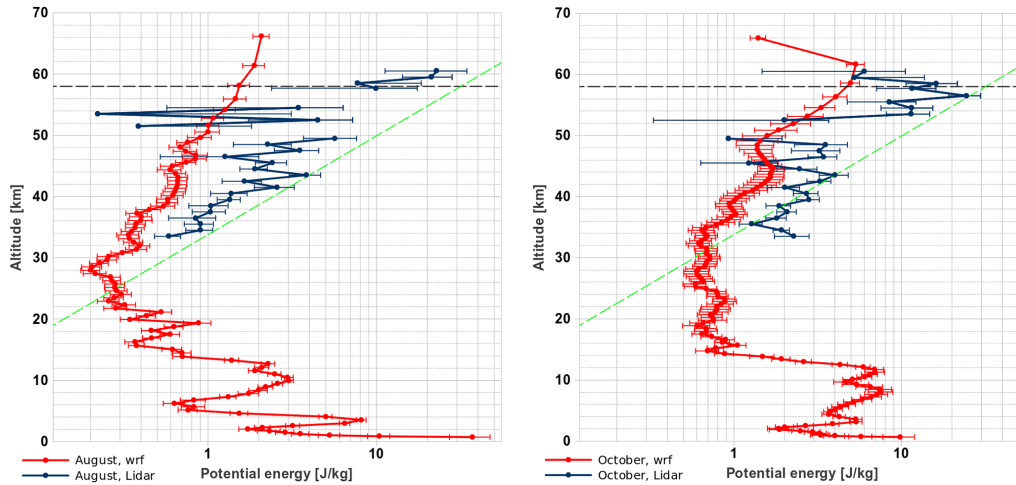 70
60
50
40
30
20
10
0
Altitude [km]
1
10
Potential energy [J/kg]
August, wrf
August, Lidar
70
60
50
40
30
20
10
0
Altitude [km]
1
10
Potential energy [J/kg]
October, wrf
October, Lidar